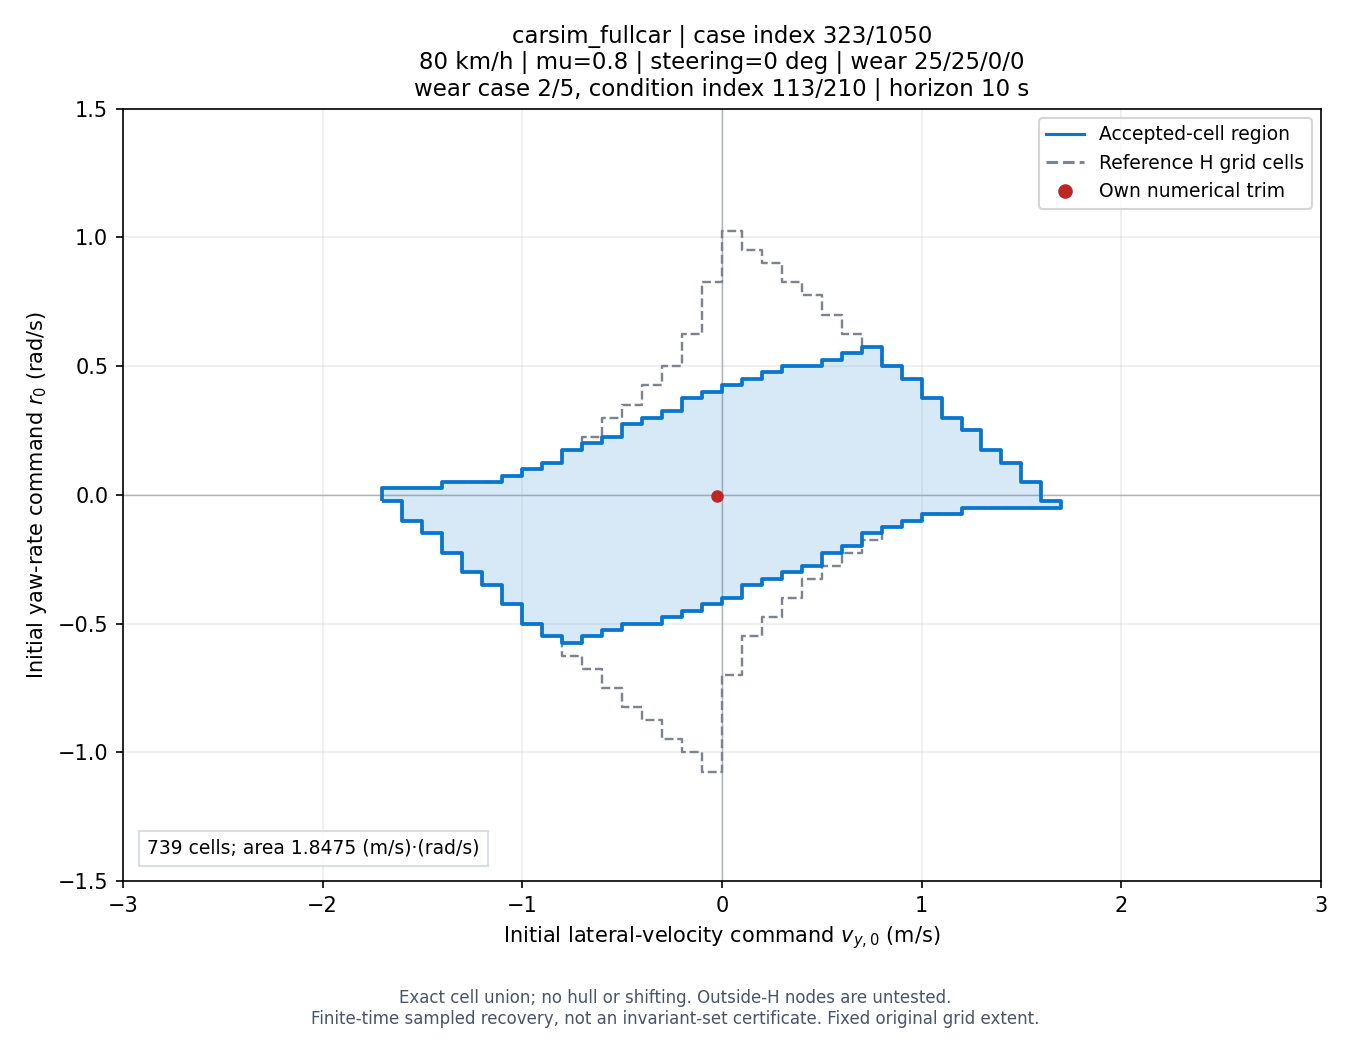 carsim_fullcar | case index 323/1050
80 km/h | mu=0.8 | steering=0 deg | wear 25/25/0/0
wear case 2/5, condition index 113/210 | horizon 10 s
Accepted-cell region
Reference H grid cells
Own numerical trim
1.5
1.0
0.5
0.0
−0.5
−1.0
−1.5
Initial yaw-rate command r₀ (rad/s)
739 cells; area 1.8475 (m/s)·(rad/s)
−3 −2 −1 0 1 2 3
Initial lateral-velocity command v_{y,0} (m/s)
Exact cell union; no hull or shifting. Outside-H nodes are untested.
Finite-time sampled recovery, not an invariant-set certificate. Fixed original grid extent.